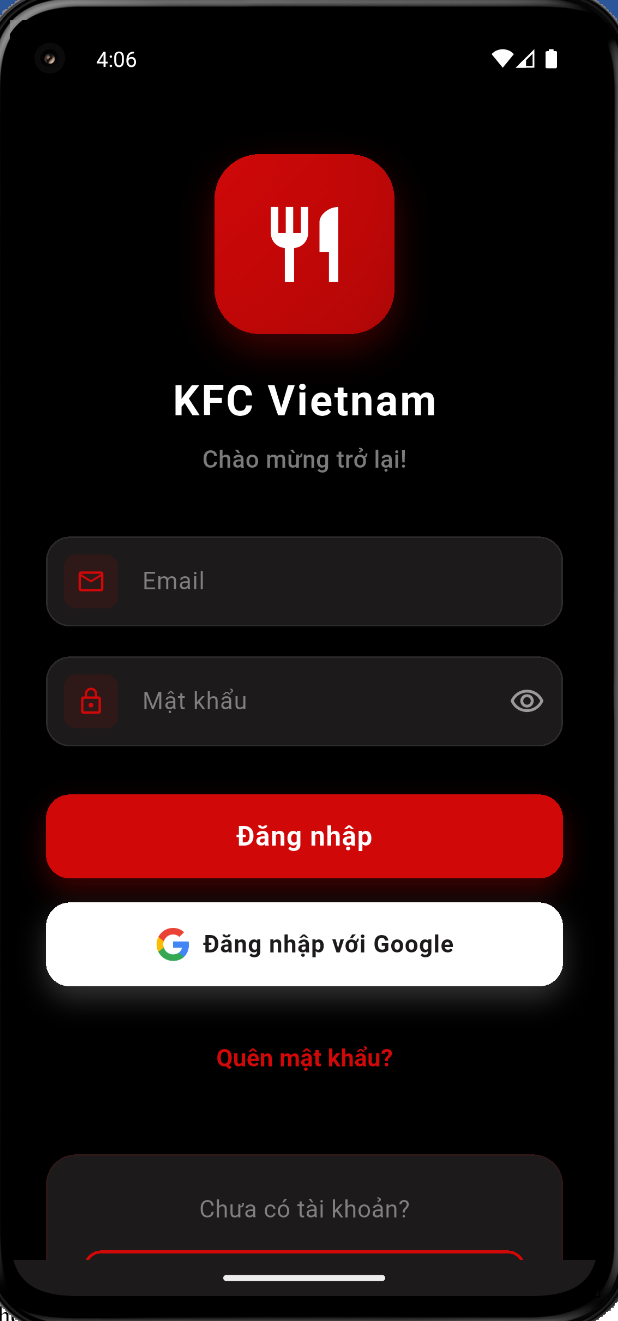 4:06
KFC Vietnam
Chào mừng trở lại!
Email
Mật khẩu
Đăng nhập
Đăng nhập với Google
Quên mật khẩu?
Chưa có tài khoản?